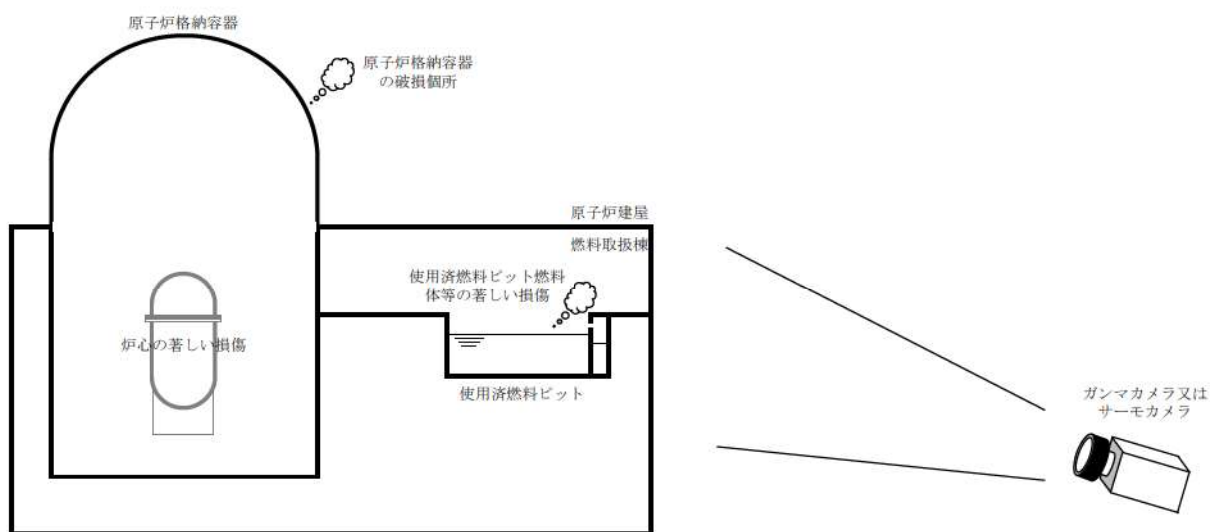 原子炉格納容器
原子炉格納容器
の破損個所
原子炉建屋
燃料取扱棟
使用済燃料ピット燃料
体等の著しい損傷
炉心の著しい損傷
使用済燃料ピット
ガンマカメラ又は
サーモカメラ